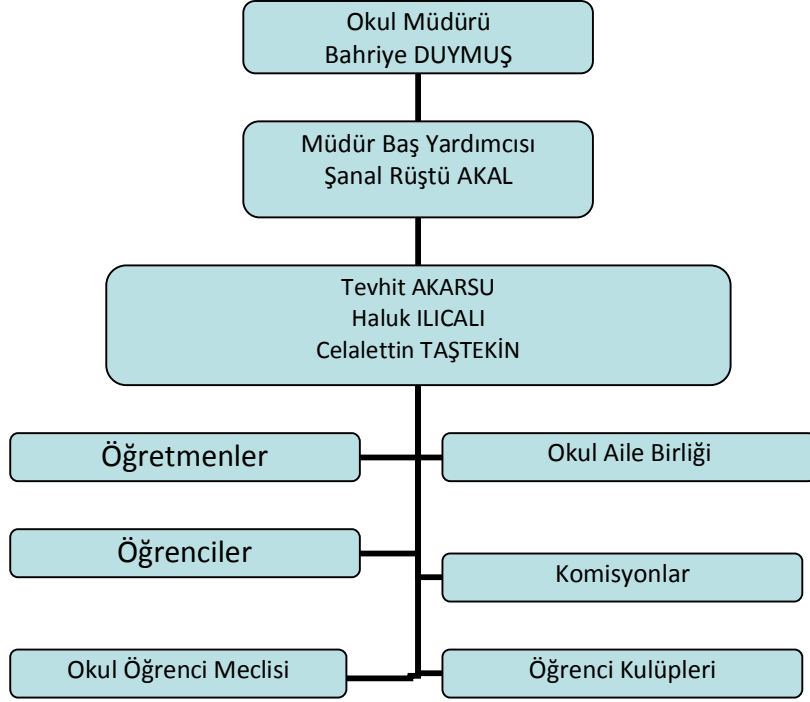 Okul Müdürü
Bahriye DUYMUŞ
Müdür Baş Yardımcısı
Şanal Rüştü AKAL
Tevhit AKARSU
Haluk ILICALI
Celalettin TAŞTEKİN
Öğretmenler
Okul Aile Birliği
Öğrenciler
Komisyonlar
Okul Öğrenci Meclisi
Öğrenci Kulüpleri